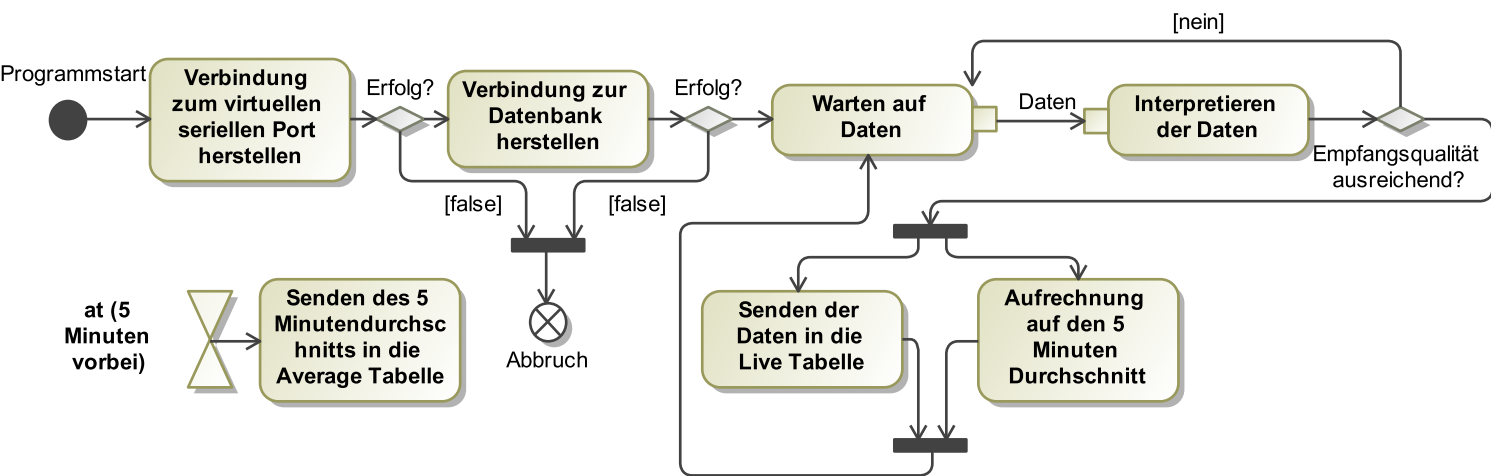 Programmstart
Verbindung
zum virtuellen
seriellen Port
herstellen
Erfolg?
Verbindung zur
Datenbank
herstellen
Erfolg?
Warten auf
Daten
Daten
Interpretieren
der Daten
[nein]
Empfangsqualität
ausreichend?
[false]
[false]
Abbruch
at (5
Minuten
vorbei)
Senden des 5
Minutendurchsc
hnitts in die
Average Tabelle
Senden der
Daten in die
Live Tabelle
Aufrechnung
auf den 5
Minuten
Durchschnitt